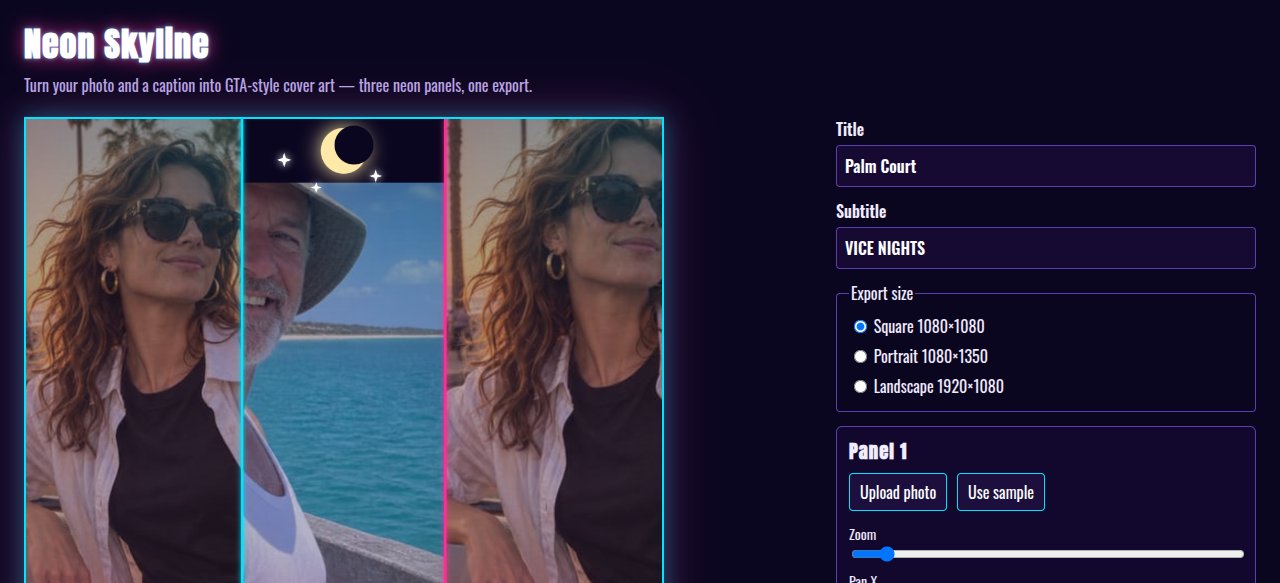 Neon Skyline
Turn your photo and a caption into GTA-style cover art — three neon panels, one export.
Title
Palm Court
Subtitle
VICE NIGHTS
Export size
Square 1080×1080
Portrait 1080×1350
Landscape 1920×1080
Panel 1
Upload photo
Use sample
Zoom
Pan X